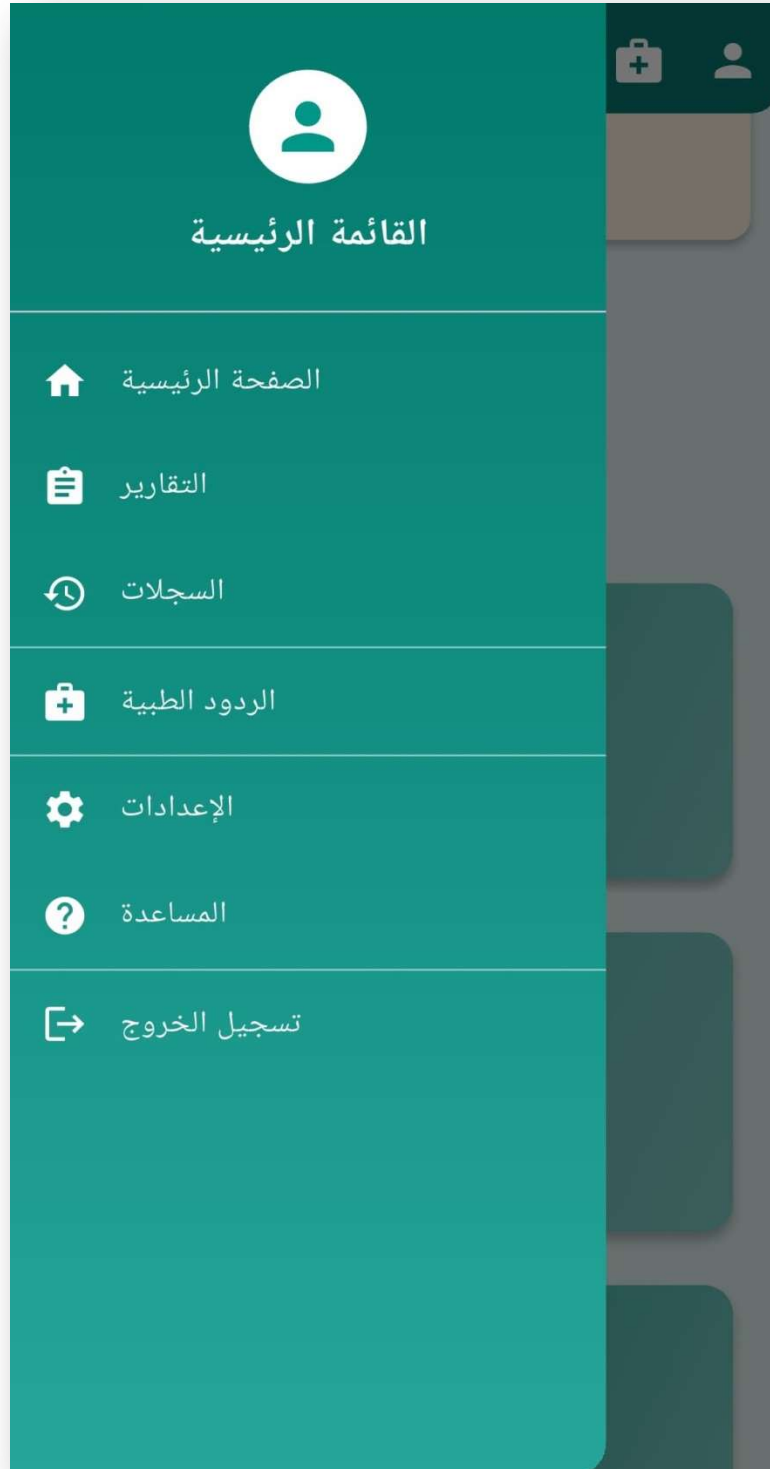 القائمة الرئيسية
الصفحة الرئيسية
التقارير
السجلات
الردود الطبية
الإعدادات
المساعدة
تسجيل الخروج